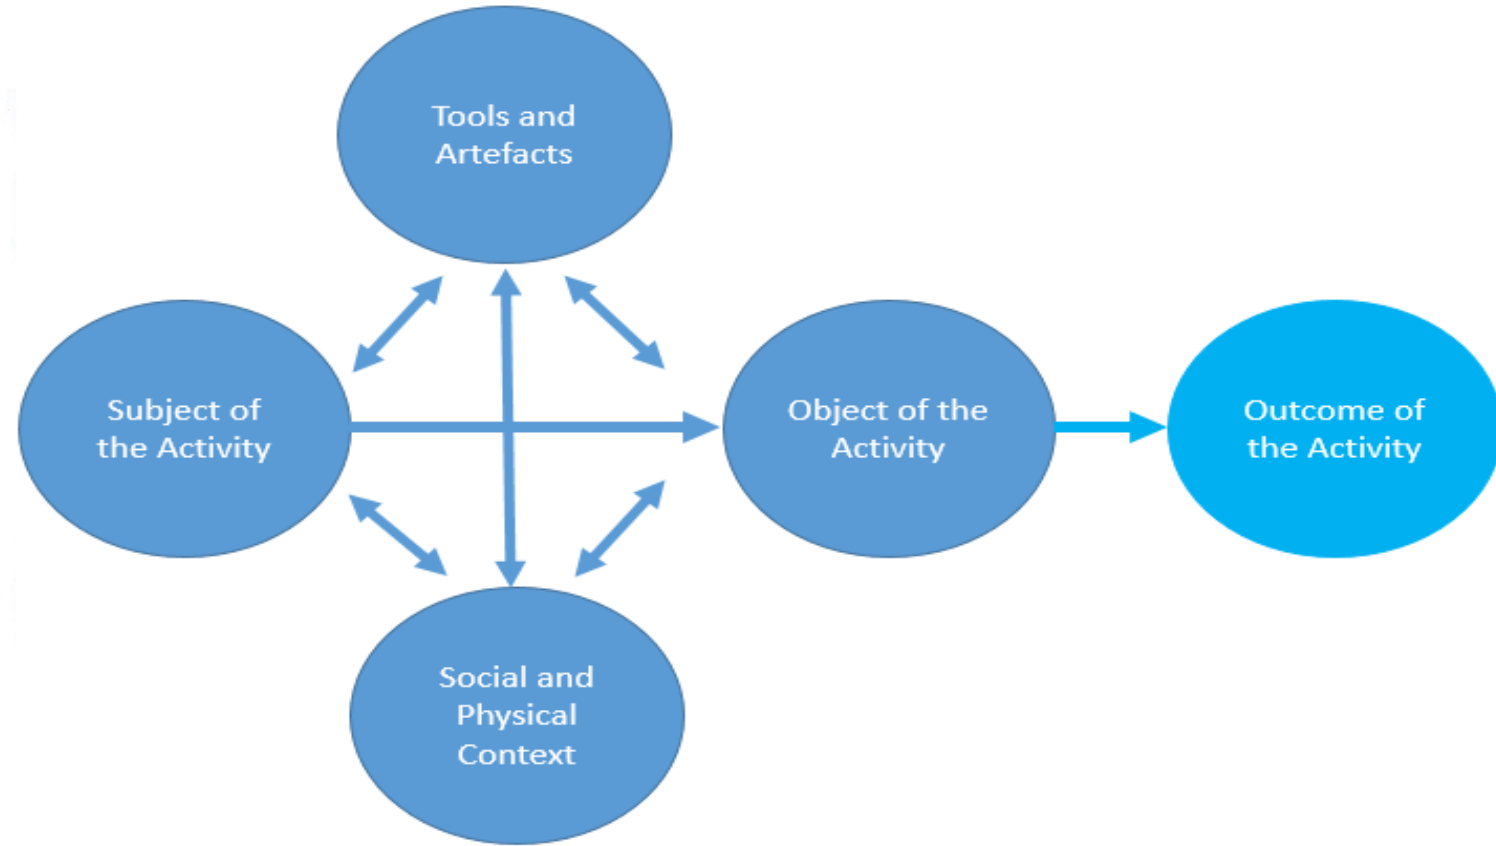 Tools and
Artefacts
Subject of
the Activity
Object of the
Activity
Outcome of
the Activity
Social and
Physical
Context